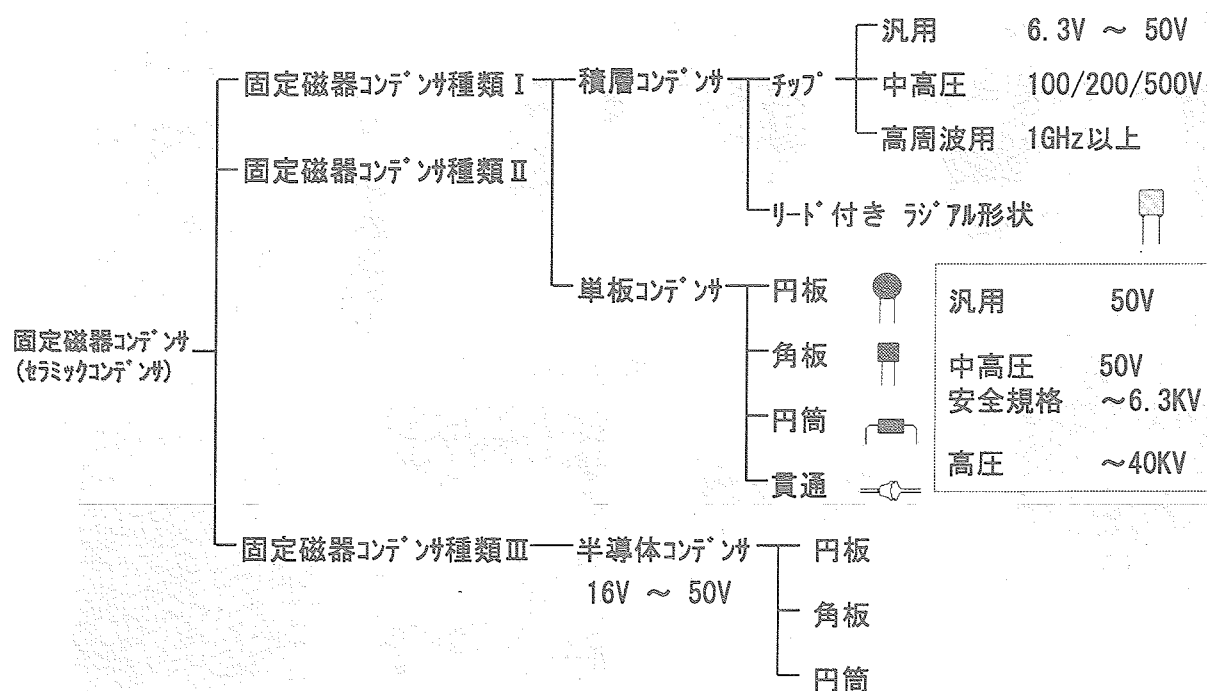 汎用 6.3V ～ 50V
固定磁器ｺﾝﾃﾞﾝｻ種類Ⅰ 積層ｺﾝﾃﾞﾝｻ ﾁｯﾌﾟ 中高圧 100/200/500V
高周波用 1GHz以上
固定磁器ｺﾝﾃﾞﾝｻ種類Ⅱ
ﾘｰﾄﾞ付き ﾗｼﾞｱﾙ形状
単板ｺﾝﾃﾞﾝｻ 円板
汎用 50V
固定磁器ｺﾝﾃﾞﾝｻ
(ｾﾗﾐｯｸｺﾝﾃﾞﾝｻ)
角板
中高圧 50V
安全規格 ～6.3KV
円筒
高圧 ～40KV
貫通
固定磁器ｺﾝﾃﾞﾝｻ種類Ⅲ 半導体ｺﾝﾃﾞﾝｻ 円板
16V ～ 50V
角板
円筒